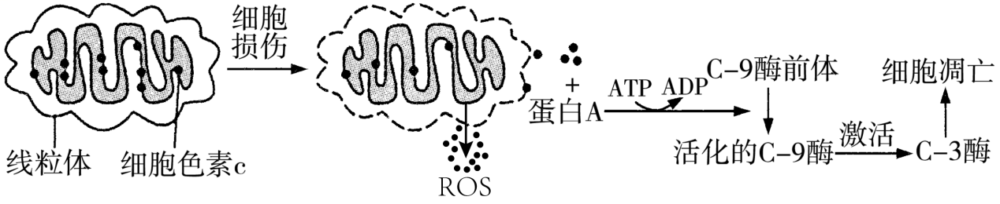 细胞
损伤
线粒体
细胞色素c
ROS
+
蛋白A
ATP ADP
C-9酶前体
活化的C-9酶
激活
C-3酶
细胞凋亡